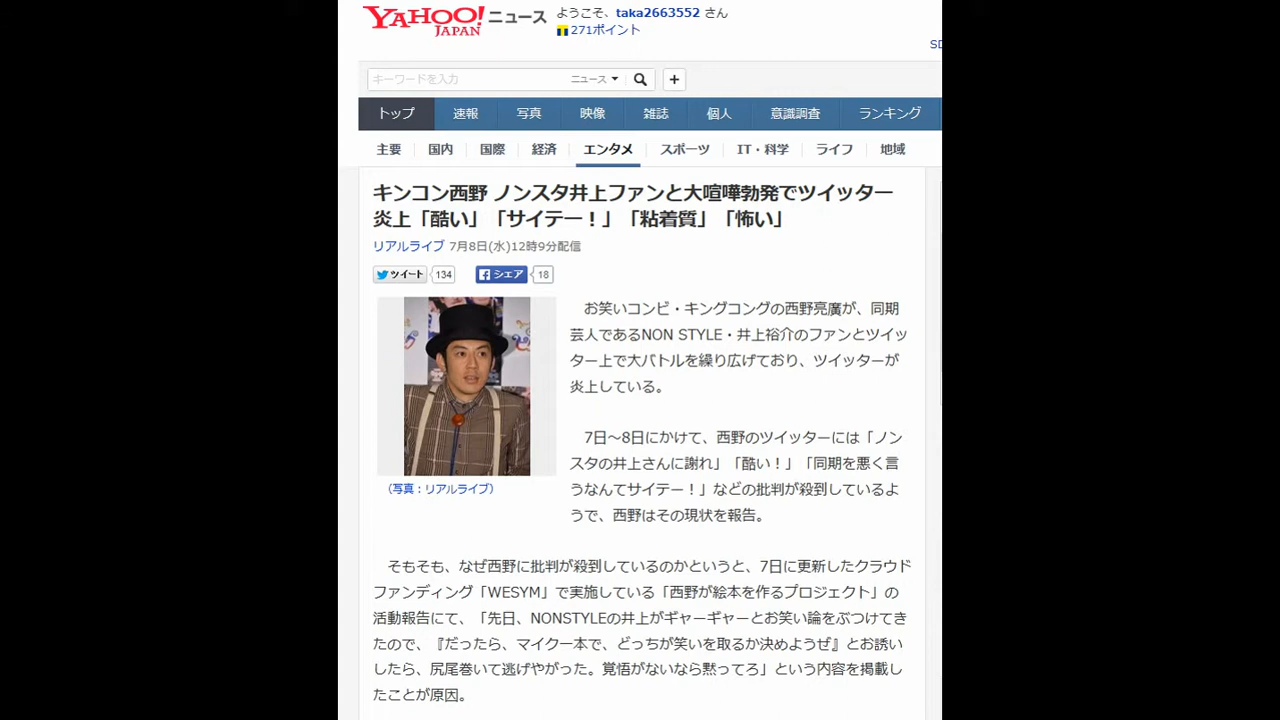 YAHOO! JAPAN ニュース
ようこそ、taka2663552 さん
271ポイント
SD
キーワードを入力 ニュース
トップ 速報 写真 映像 雑誌 個人 意識調査 ランキング
主要 国内 国際 経済 エンタメ スポーツ IT・科学 ライフ 地域
キンコン西野 ノンスタ井上ファンと大喧嘩勃発でツイッター
炎上「酷い」「サイテー！」「粘着質」「怖い」
リアルライブ 7月8日(水)12時9分配信
ツイート 134 シェア 18
お笑いコンビ・キングコングの西野亮廣が、同期
芸人であるNON STYLE・井上裕介のファンとツイッ
ター上で大バトルを繰り広げており、ツイッターが
炎上している。
7日～8日にかけて、西野のツイッターには「ノン
スタの井上さんに謝れ」「酷い！」「同期を悪く言
うなんてサイテー！」などの批判が殺到しているよ
うで、西野はその現状を報告。
（写真：リアルライブ）
そもそも、なぜ西野に批判が殺到しているのかというと、7日に更新したクラウド
ファンディング「WESYM」で実施している「西野が絵本を作るプロジェクト」の
活動報告にて、「先日、NONSTYLEの井上がギャーギャーとお笑い論をぶつけてき
たので、『だったら、マイク一本で、どっちが笑いを取るか決めようぜ』とお誘い
したら、尻尾巻いて逃げやがった。覚悟がないなら黙ってろ」という内容を掲載し
たことが原因。